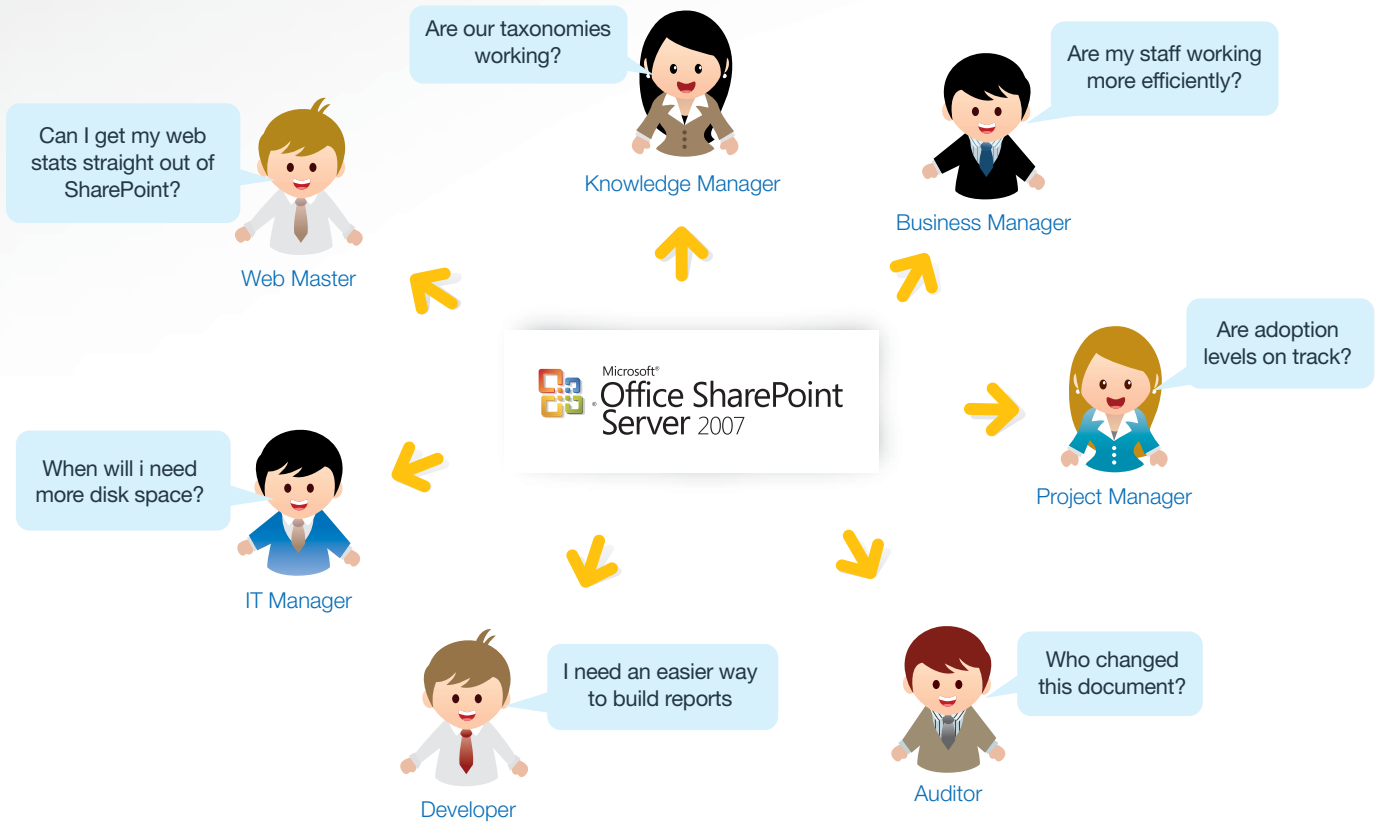 Are our taxonomies
working?
Knowledge Manager
Are my staff working
more efficiently?
Business Manager
Can I get my web
stats straight out of
SharePoint?
Web Master
Are adoption
levels on track?
Project Manager
Microsoft®
® Office SharePoint
Server 2007
When will i need
more disk space?
IT Manager
I need an easier way
to build reports
Developer
Who changed
this document?
Auditor